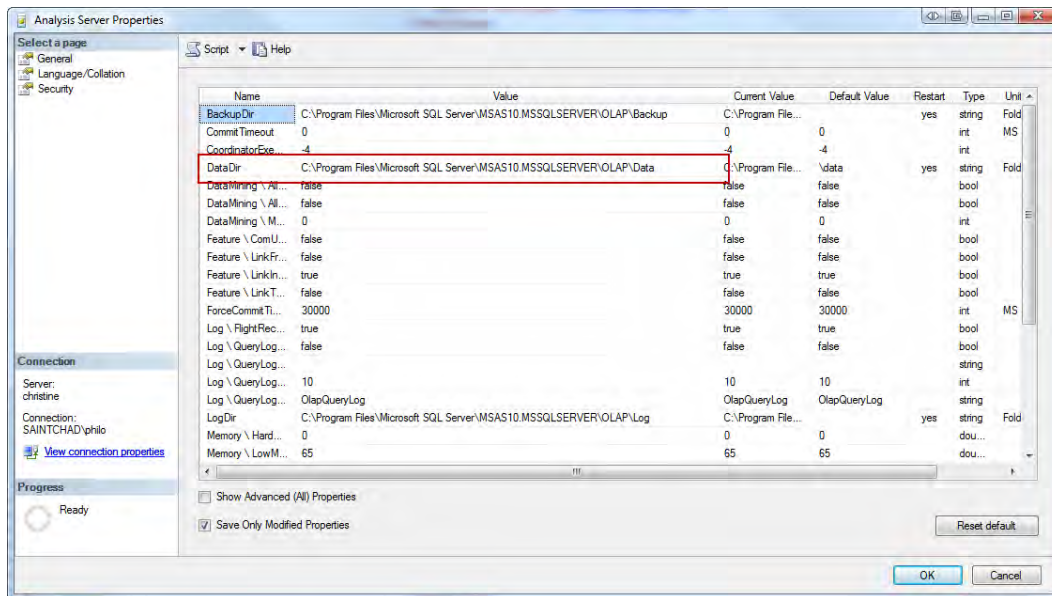 Analysis Server Properties
Select a page
General
Language/Collation
Security
Script Help
Name Value Current Value Default Value Restart Type Unit
BackupDir C:\Program Files\Microsoft SQL Server\MSAS10.MSSQLSERVER\OLAP\Backup C:\Program File... yes string Fold
CommitTimeout 0 0 0 int MS
CoordinatorExe... -4 -4 -4 int
DataDir C:\Program Files\Microsoft SQL Server\MSAS10.MSSQLSERVER\OLAP\Data C:\Program File... \data yes string Fold
DataMining \ All... false false false bool
DataMining \ All... false false false bool
DataMining \ M... 0 0 0 int
Feature \ ComU... false false false bool
Feature \ LinkFr... false false false bool
Feature \ LinkIn... true true true bool
Feature \ LinkT... false false false bool
ForceCommitTi... 30000 30000 30000 int MS
Log \ FlightRec... true true true bool
Log \ QueryLog... false false false bool
Log \ QueryLog... string
Log \ QueryLog... 10 10 10 int
Log \ QueryLog... OlapQueryLog OlapQueryLog OlapQueryLog string
LogDir C:\Program Files\Microsoft SQL Server\MSAS10.MSSQLSERVER\OLAP\Log C:\Program File... yes string Fold
Memory \ Hard... 0 0 0 dou...
Memory \ LowM... 65 65 65 dou...
Connection
Server:
christine
Connection:
SAINTCHAD\philo
View connection properties
Progress
Ready
Show Advanced (All) Properties
Save Only Modified Properties
Reset default
OK Cancel